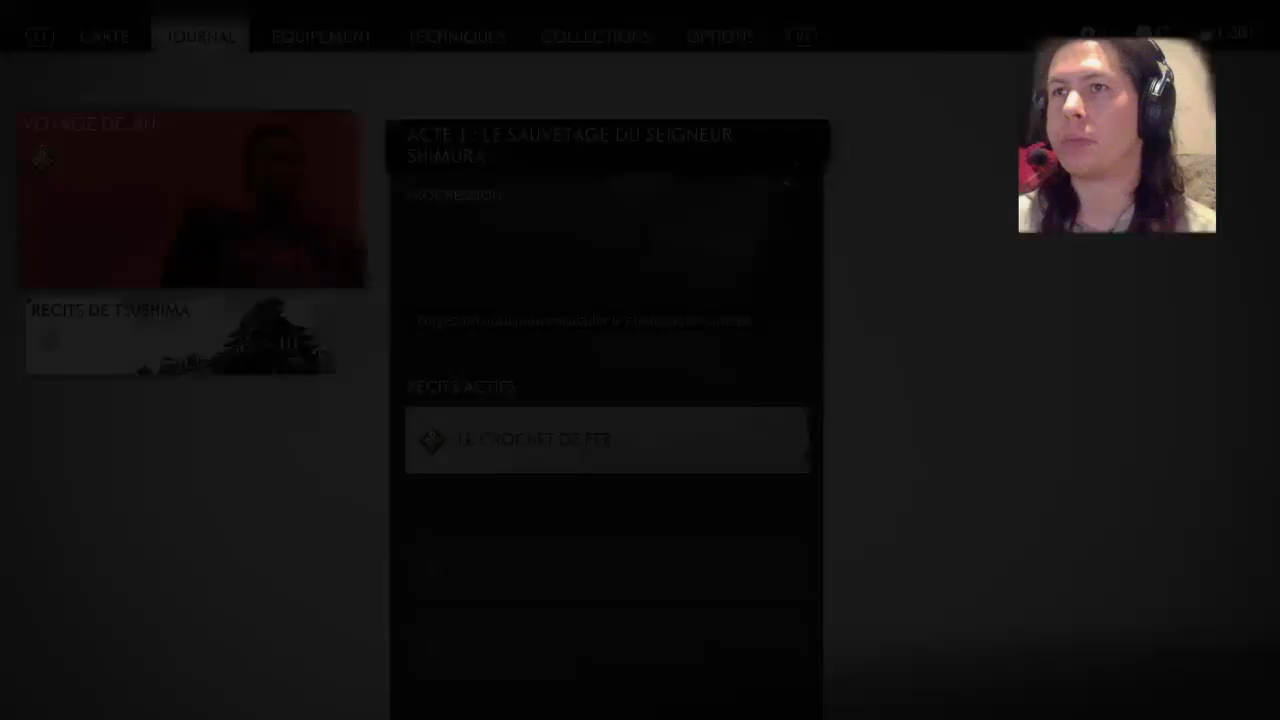 CARTE JOURNAL ÉQUIPEMENT TECHNIQUES COLLECTIONS OPTIONS
VOYAGE DE JIN
ACTE 1 : LE SAUVETAGE DU SEIGNEUR
SHIMURA
PROGRESSION
RÉCITS DE TSUSHIMA
RÉCITS ACTIFS
LE CROCHET DE FER